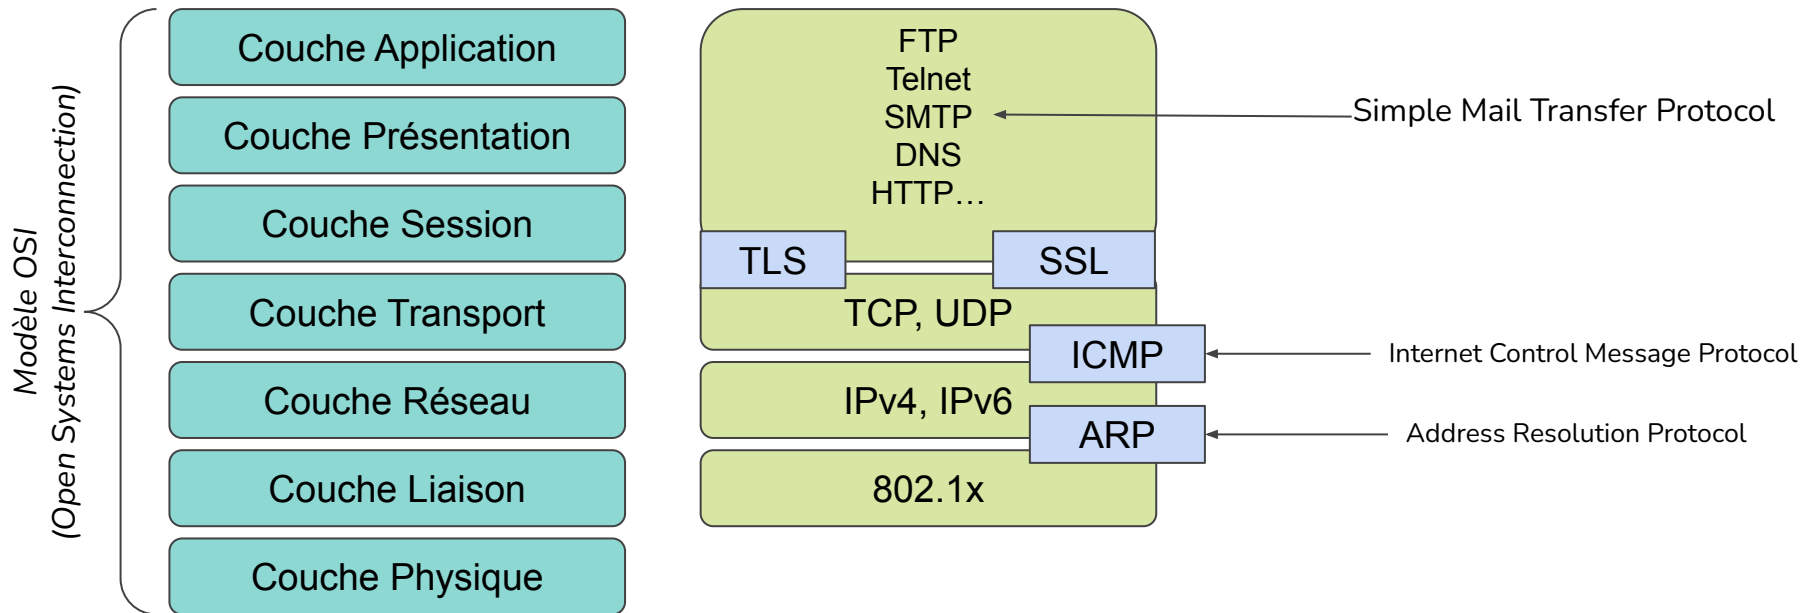 Modèle OSI
(Open Systems Interconnection)
Couche Application
Couche Présentation
Couche Session
Couche Transport
Couche Réseau
Couche Liaison
Couche Physique
FTP
Telnet
SMTP
DNS
HTTP…
TLS
SSL
TCP, UDP
ICMP
IPv4, IPv6
ARP
802.1x
Simple Mail Transfer Protocol
Internet Control Message Protocol
Address Resolution Protocol